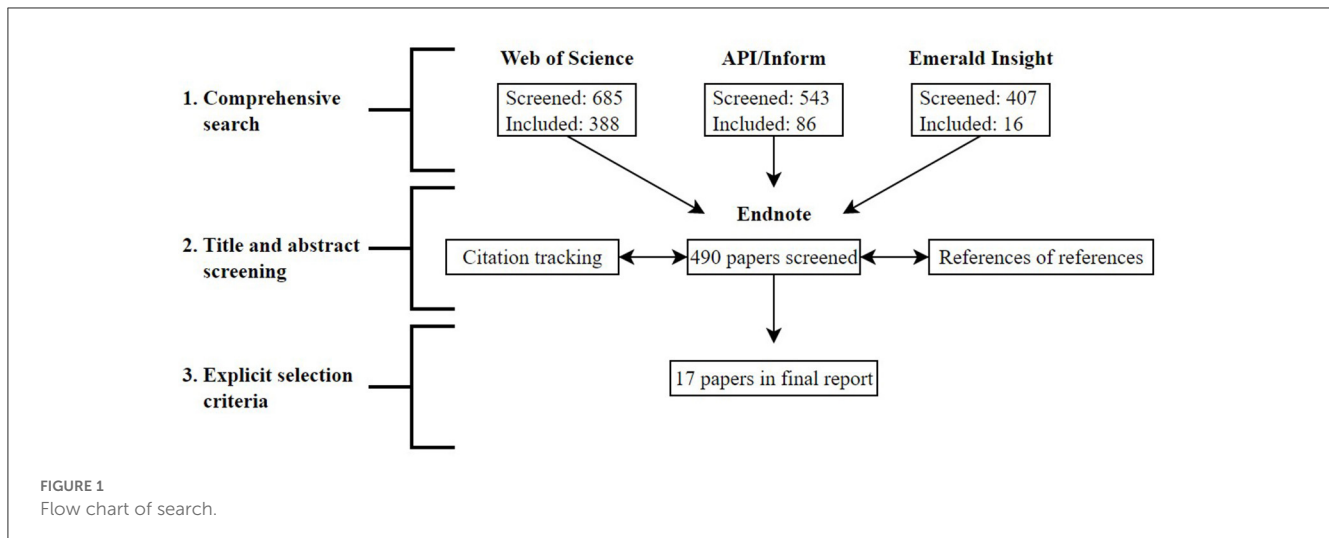 Web of Science
API/Inform
Emerald Insight
1. Comprehensive
search
Screened: 685
Included: 388
Screened: 543
Included: 86
Screened: 407
Included: 16
Endnote
2. Title and abstract
screening
Citation tracking
490 papers screened
References of references
3. Explicit selection
criteria
17 papers in final report
FIGURE 1
Flow chart of search.